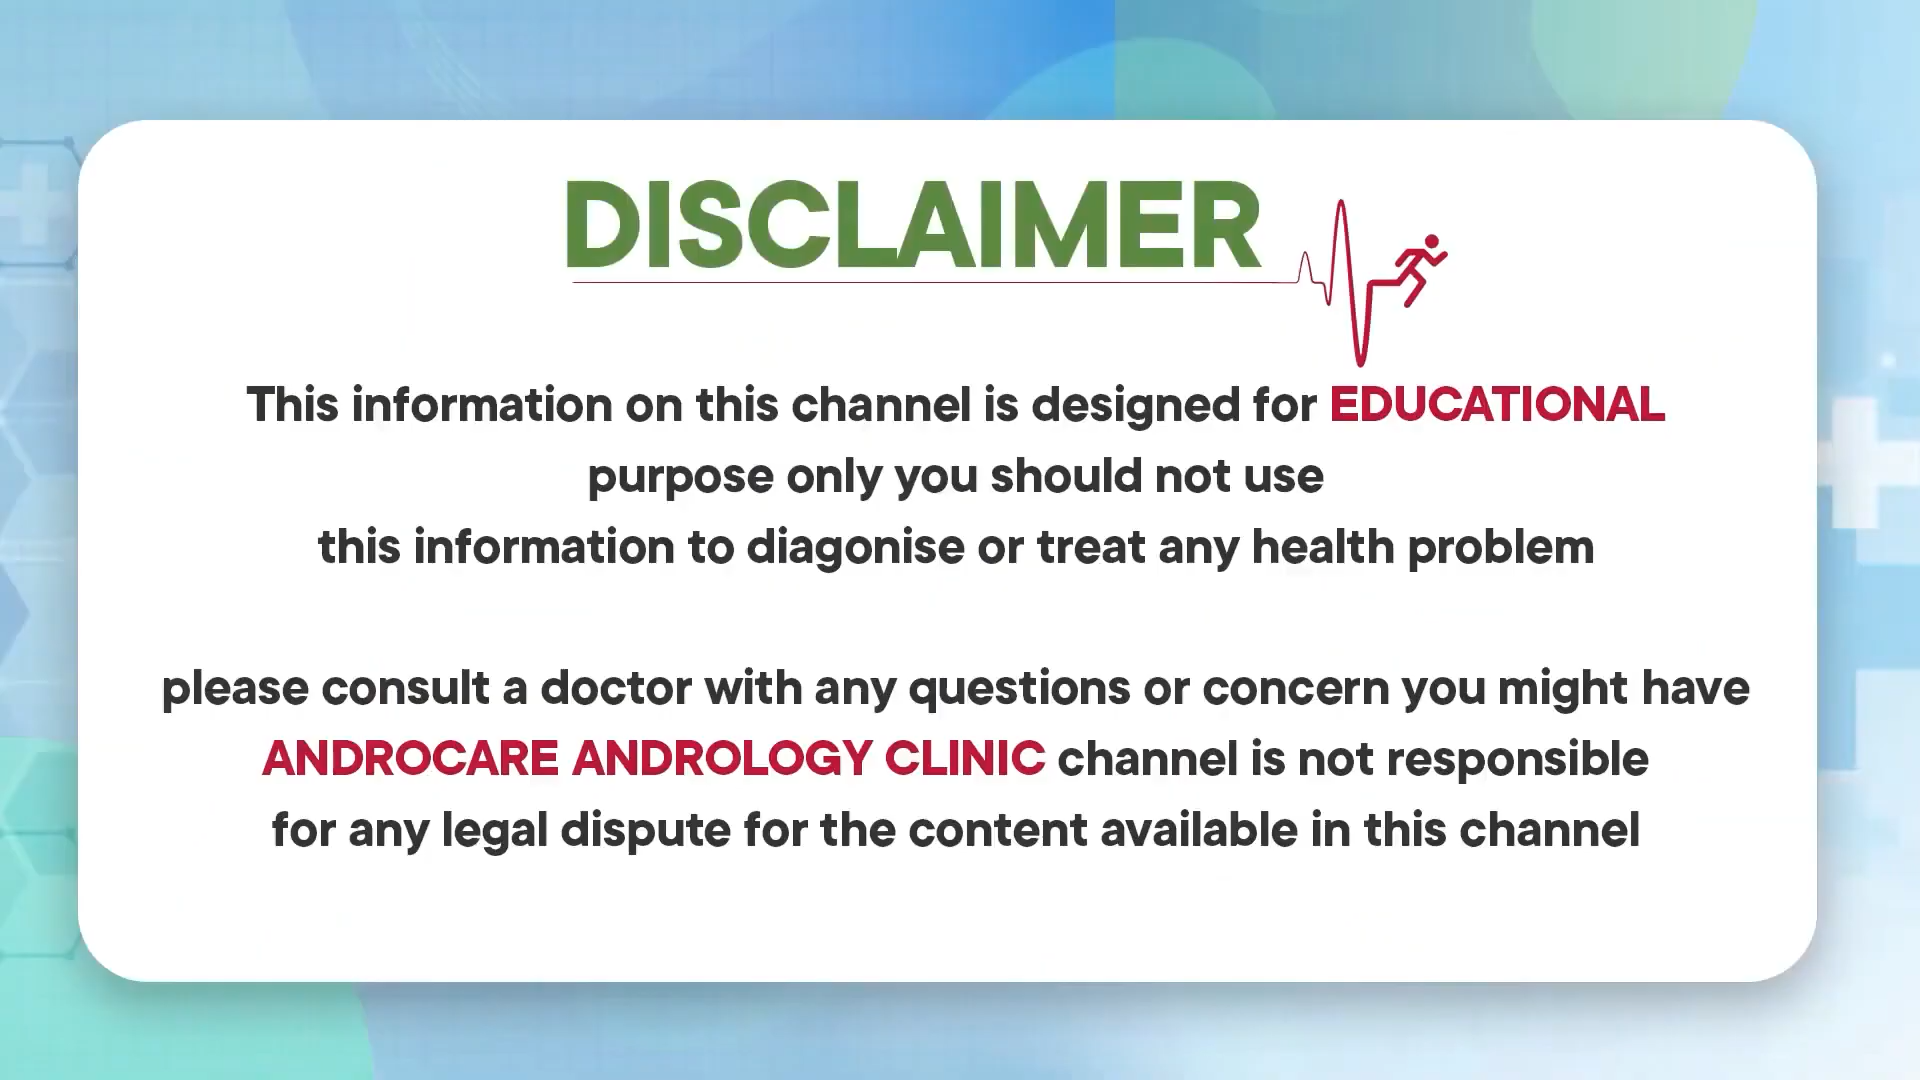 DISCLAIMER
This information on this channel is designed for EDUCATIONAL
purpose only you should not use
this information to diagonise or treat any health problem
please consult a doctor with any questions or concern you might have
ANDROCARE ANDROLOGY CLINIC channel is not responsible
for any legal dispute for the content available in this channel